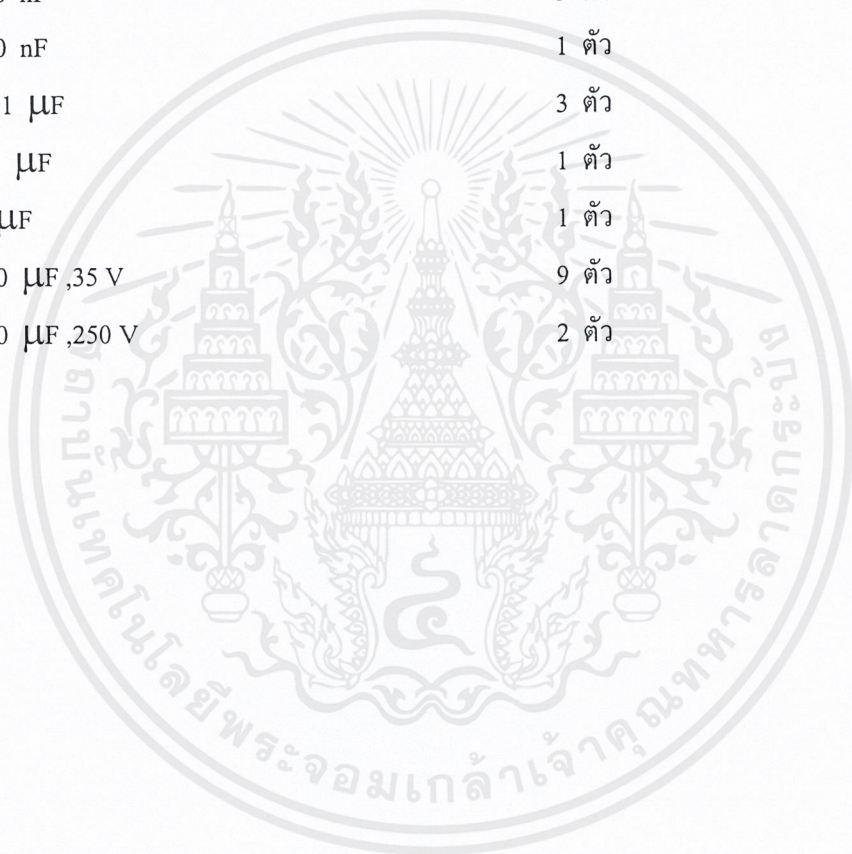 0 nF 1 ตัว
1 μF 3 ตัว
μF 1 ตัว
μF 1 ตัว
0 μF ,35 V 9 ตัว
0 μF ,250 V 2 ตัว
สถาบันเทคโนโลยีพระจอมเกล้าเจ้าคุณทหารลาดกระบัง